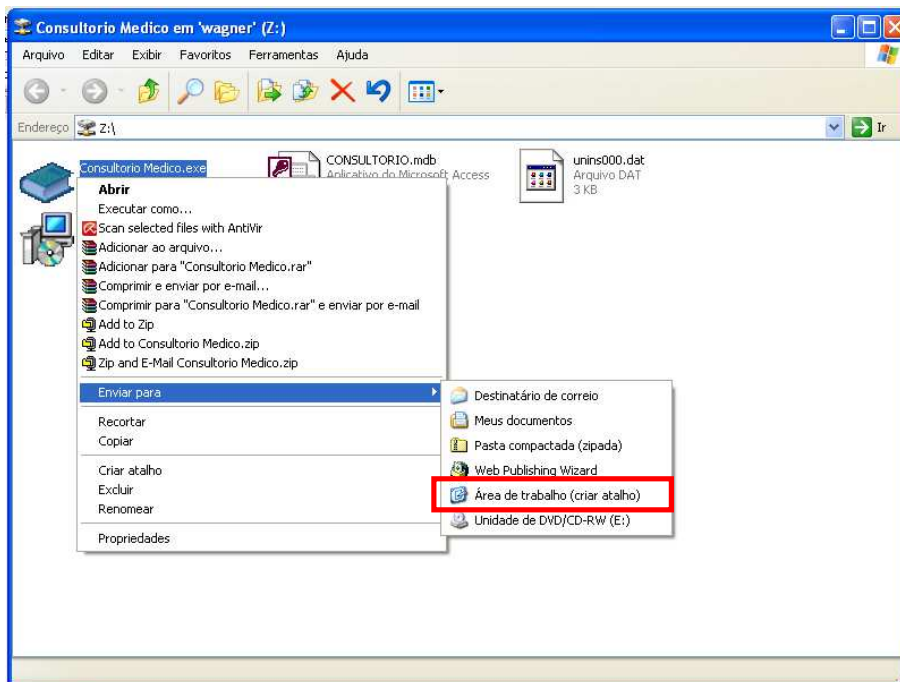 Consultorio Medico em 'wagner' (Z:)
Arquivo Editar Exibir Favoritos Ferramentas Ajuda
Endereço Z:\ Ir
Consultorio Medico.exe
CONSULTORIO.mdb
Aplicativo do Microsoft Access
unins000.dat
Arquivo DAT
3 KB
Abrir
Executar como...
Scan selected files with AntiVir
Adicionar ao arquivo...
Adicionar para "Consultorio Medico.rar"
Comprimir e enviar por e-mail...
Comprimir para "Consultorio Medico.rar" e enviar por e-mail
Add to Zip
Add to Consultorio Medico.zip
Zip and E-Mail Consultorio Medico.zip
Enviar para
Recortar
Copiar
Criar atalho
Excluir
Renomear
Propriedades
Destinatário de correio
Meus documentos
Pasta compactada (zipada)
Web Publishing Wizard
Área de trabalho (criar atalho)
Unidade de DVD/CD-RW (E:)